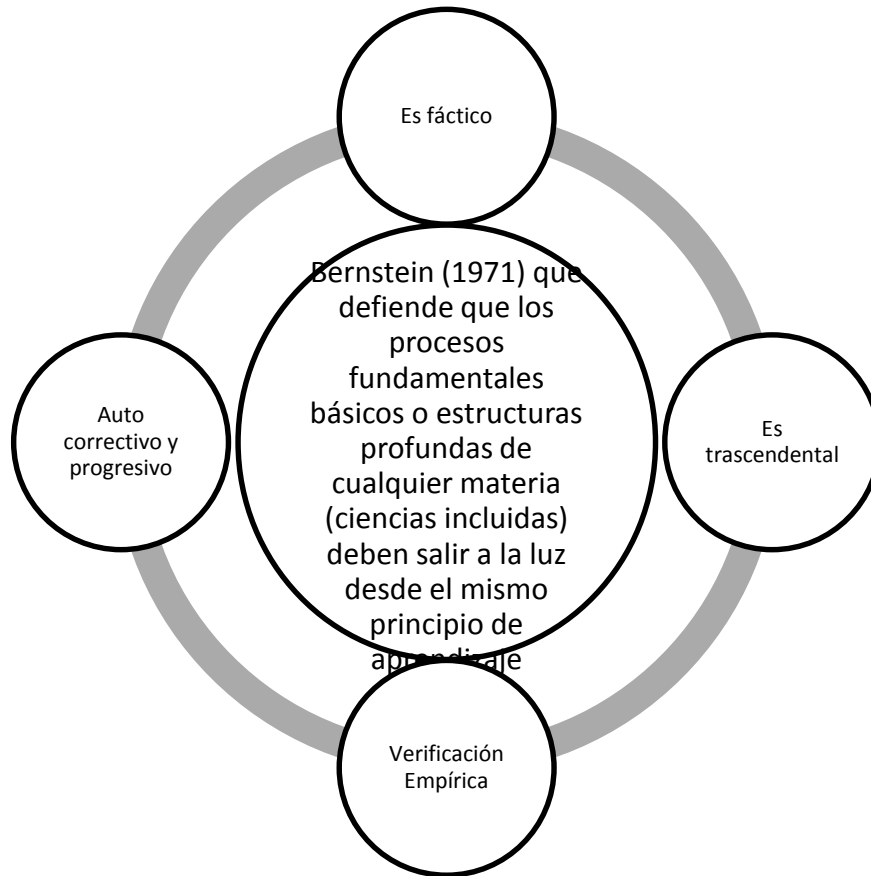 Es fáctico
Bernstein (1971) que
defiende que los
procesos
fundamentales
básicos o estructuras
profundas de
cualquier materia
(ciencias incluidas)
deben salir a la luz
desde el mismo
principio de
aprendizaje
Auto
correctivo y
progresivo
Es
trascendental
Verificación
Empírica